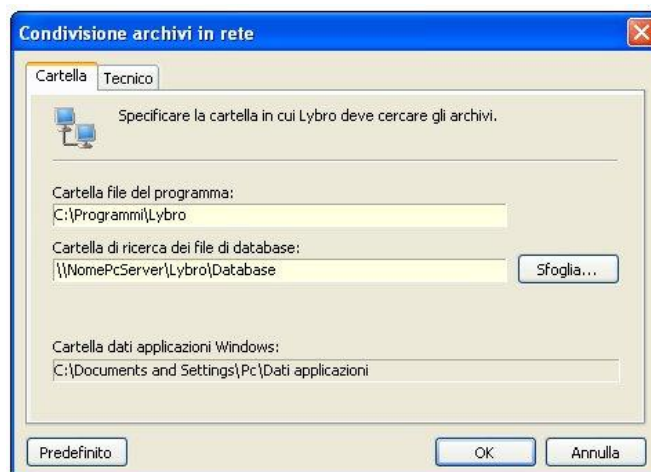 Condivisione archivi in rete
Cartella
Tecnico
Specificare la cartella in cui Lybro deve cercare gli archivi.
Cartella file del programma:
C:\Programmi\Lybro
Cartella di ricerca dei file di database:
\\NomePcServer\Lybro\Database
Sfoglia...
Cartella dati applicazioni Windows:
C:\Documents and Settings\Pc\Dati applicazioni
Predefinito
OK
Annulla